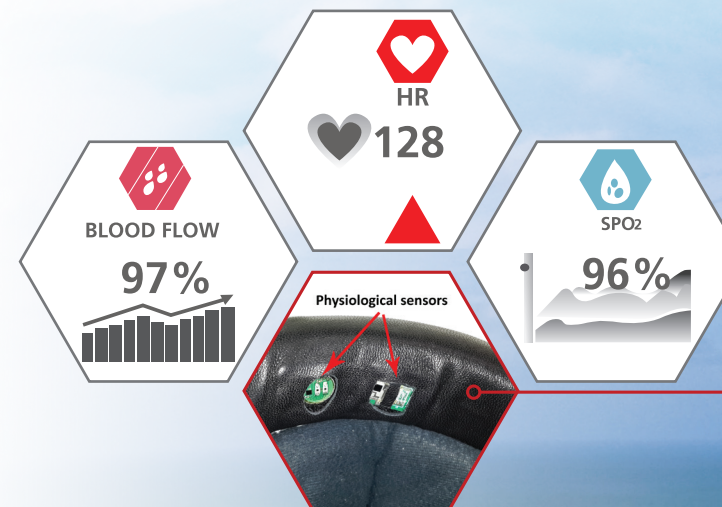 HR
128
BLOOD FLOW
97%
SPO2
96%
Physiological sensors